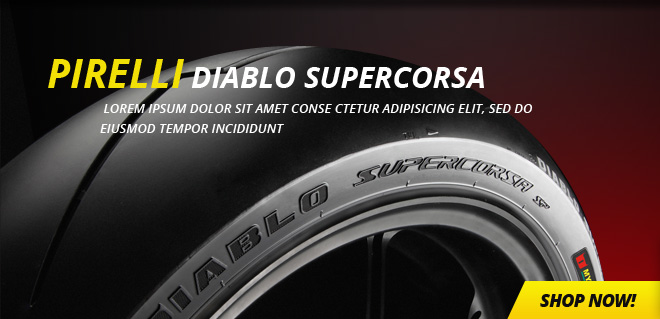 PIRELLI DIABLO SUPERCORSA
LOREM IPSUM DOLOR SIT AMET CONSE CTETUR ADIPISICING ELIT, SED DO
EIUSMOD TEMPOR INCIDIDUNT
DIABLO SUPERCORSA SP
SHOP NOW!